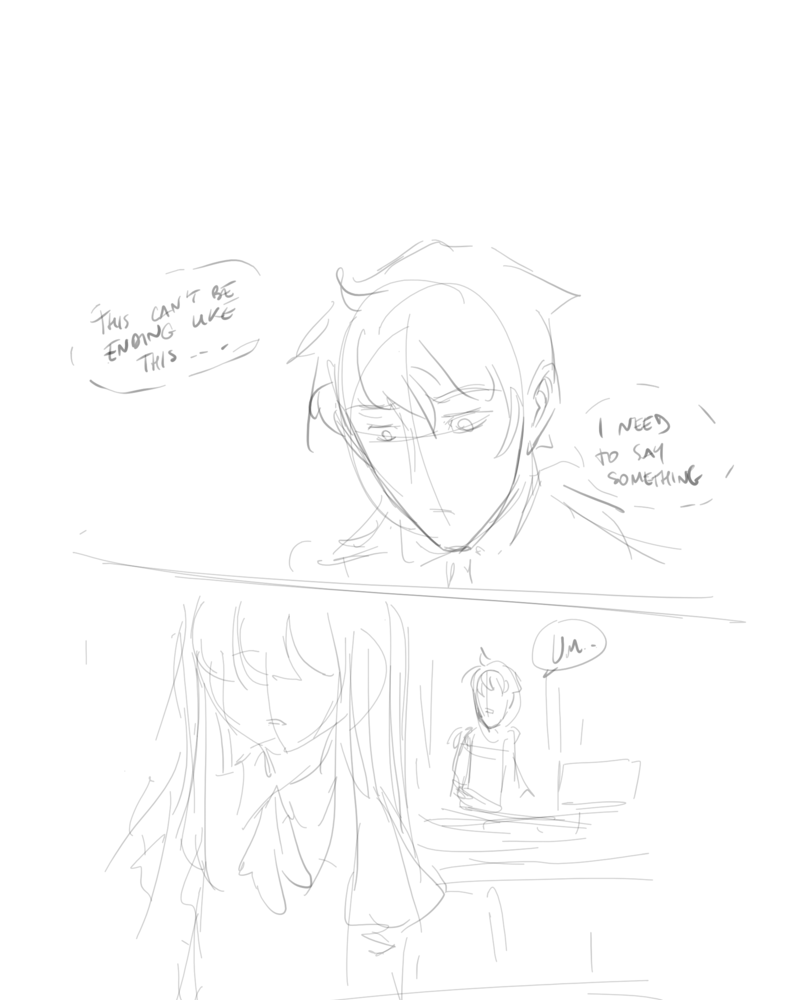 THIS CAN'T BE
ENDING LIKE
THIS ...
I NEED
TO SAY
SOMETHING
UM..